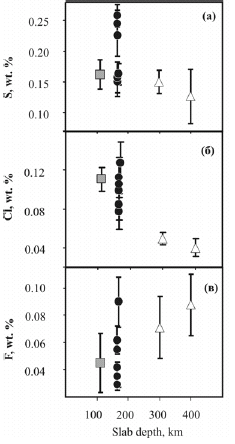 (а)
S, wt. %
0.25
0.20
0.15
0.10
(б)
Cl, wt. %
0.12
0.08
0.04
(в)
F, wt. %
0.10
0.08
0.06
0.04
100 200 300 400
Slab depth, km